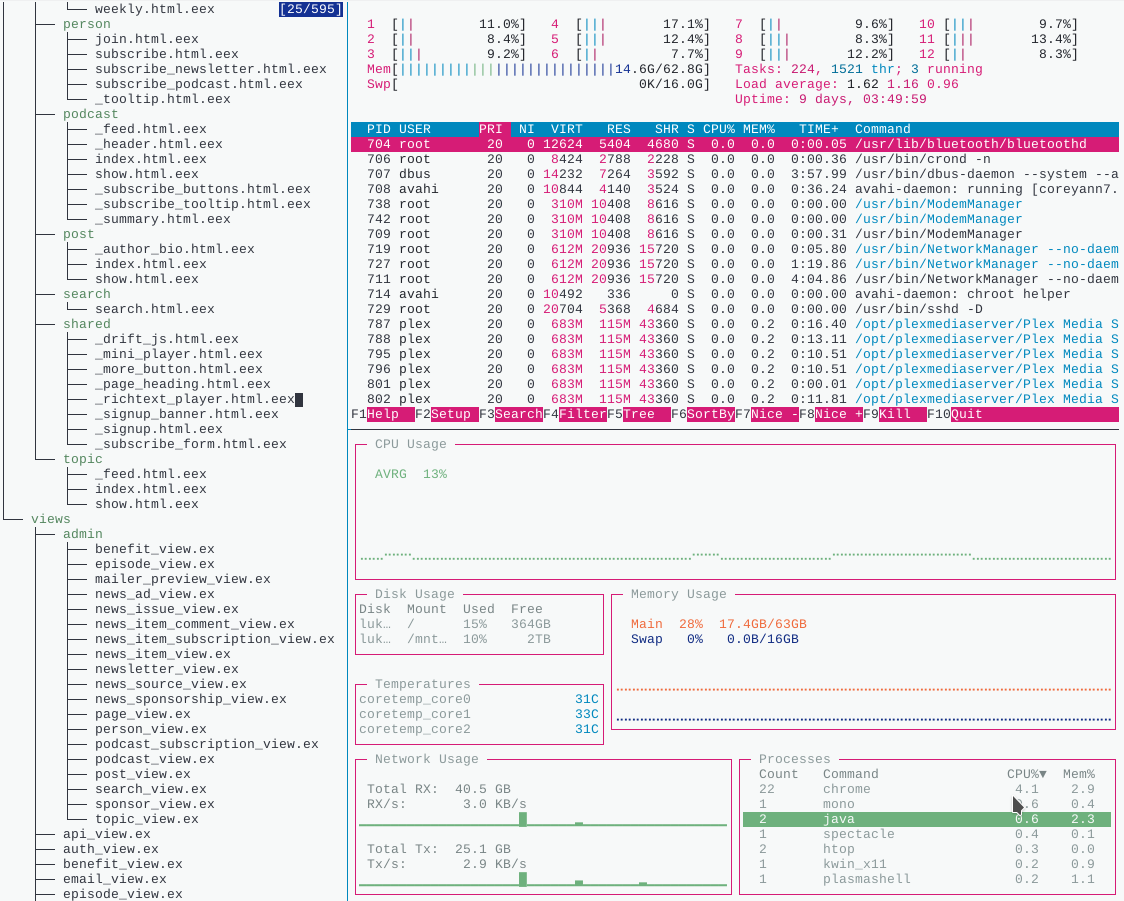 weekly.html.eex [25/595]
person
join.html.eex
subscribe.html.eex
subscribe_newsletter.html.eex
subscribe_podcast.html.eex
_tooltip.html.eex
podcast
_feed.html.eex
_header.html.eex
index.html.eex
show.html.eex
_subscribe_buttons.html.eex
_subscribe_tooltip.html.eex
_summary.html.eex
post
_author_bio.html.eex
index.html.eex
show.html.eex
search
search.html.eex
shared
_drift_js.html.eex
_mini_player.html.eex
_more_button.html.eex
_page_heading.html.eex
_richtext_player.html.eex
_signup_banner.html.eex
_signup.html.eex
_subscribe_form.html.eex
topic
_feed.html.eex
index.html.eex
show.html.eex
views
admin
benefit_view.ex
episode_view.ex
mailer_preview_view.ex
news_ad_view.ex
news_issue_view.ex
news_item_comment_view.ex
news_item_subscription_view.ex
news_item_view.ex
newsletter_view.ex
news_source_view.ex
news_sponsorship_view.ex
page_view.ex
person_view.ex
podcast_subscription_view.ex
podcast_view.ex
post_view.ex
search_view.ex
sponsor_view.ex
topic_view.ex
api_view.ex
auth_view.ex
benefit_view.ex
email_view.ex
episode_view.ex
1 [|| 11.0%] 4 [|| 17.1%] 7 [|| 9.6%] 10 [||| 9.7%]
2 [|| 8.4%] 5 [||| 12.4%] 8 [||| 8.3%] 11 [||| 13.4%]
3 [||| 9.2%] 6 [|| 7.7%] 9 [||| 12.2%] 12 [|| 8.3%]
Mem[|||||||||||||||||||||||||||14.6G/62.8G] Tasks: 224, 1521 thr; 3 running
Swp[ 0K/16.0G] Load average: 1.62 1.16 0.96
Uptime: 9 days, 03:49:59
PID USER PRI NI VIRT RES SHR S CPU% MEM% TIME+ Command
704 root 20 0 12624 5404 4680 S 0.0 0.0 0:00.05 /usr/lib/bluetooth/bluetoothd
706 root 20 0 8424 2788 2228 S 0.0 0.0 0:00.36 /usr/bin/crond -n
707 dbus 20 0 14232 7264 3592 S 0.0 0.0 3:57.99 /usr/bin/dbus-daemon --system --a
708 avahi 20 0 10844 4140 3524 S 0.0 0.0 0:36.24 avahi-daemon: running [coreyann7.
738 root 20 0 310M 10408 8616 S 0.0 0.0 0:00.00 /usr/bin/ModemManager
742 root 20 0 310M 10408 8616 S 0.0 0.0 0:00.00 /usr/bin/ModemManager
709 root 20 0 310M 10408 8616 S 0.0 0.0 0:00.31 /usr/bin/ModemManager
719 root 20 0 612M 20936 15720 S 0.0 0.0 0:05.80 /usr/bin/NetworkManager --no-daem
727 root 20 0 612M 20936 15720 S 0.0 0.0 1:19.86 /usr/bin/NetworkManager --no-daem
711 root 20 0 612M 20936 15720 S 0.0 0.0 4:04.86 /usr/bin/NetworkManager --no-daem
714 avahi 20 0 10492 336 0 S 0.0 0.0 0:00.00 avahi-daemon: chroot helper
729 root 20 0 20704 5368 4684 S 0.0 0.0 0:00.00 /usr/bin/sshd -D
787 plex 20 0 683M 115M 43360 S 0.0 0.2 0:16.40 /opt/plexmediaserver/Plex Media S
788 plex 20 0 683M 115M 43360 S 0.0 0.2 0:13.11 /opt/plexmediaserver/Plex Media S
795 plex 20 0 683M 115M 43360 S 0.0 0.2 0:10.51 /opt/plexmediaserver/Plex Media S
796 plex 20 0 683M 115M 43360 S 0.0 0.2 0:10.56 /opt/plexmediaserver/Plex Media S
801 plex 20 0 683M 115M 43360 S 0.0 0.2 0:00.01 /opt/plexmediaserver/Plex Media S
802 plex 20 0 683M 115M 43360 S 0.0 0.2 0:11.81 /opt/plexmediaserver/Plex Media S
F1Help F2Setup F3SearchF4FilterF5Tree F6SortByF7Nice -F8Nice +F9Kill F10Quit
CPU Usage
AVRG 13%
Disk Usage
Disk Mount Used Free
luk… / 15% 364GB
luk… /mnt… 10% 2TB
Memory Usage
Main 28% 17.4GB/63GB
Swap 0% 0.0B/16GB
Temperatures
coretemp_core0 31C
coretemp_core1 33C
coretemp_core2 31C
Network Usage
Total RX: 40.5 GB
RX/s: 3.0 KB/s
Total Tx: 25.1 GB
Tx/s: 2.9 KB/s
Processes
Count Command CPU%▼ Mem%
22 chrome 4.1 2.9
1 mono .6 0.4
2 java 0.6 2.3
1 spectacle 0.4 0.1
2 htop 0.3 0.0
1 kwin_x11 0.2 0.9
1 plasmashell 0.2 1.1